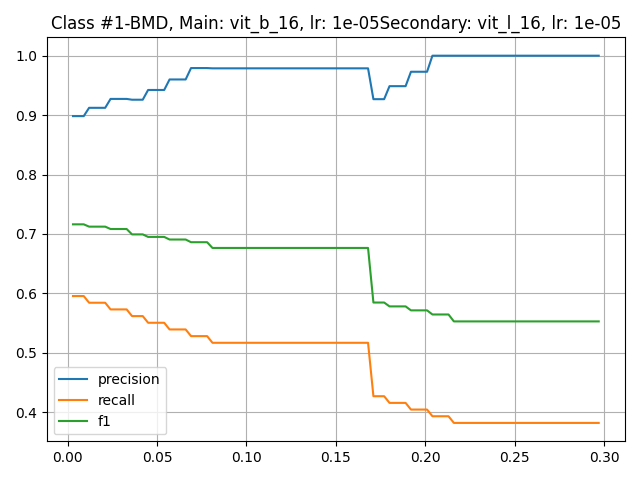 Class #1-BMD, Main: vit_b_16, lr: 1e-05Secondary: vit_l_16, lr: 1e-05
1.0
0.9
0.8
0.7
0.6
0.5
0.4
precision
recall
f1
0.00 0.05 0.10 0.15 0.20 0.25 0.30